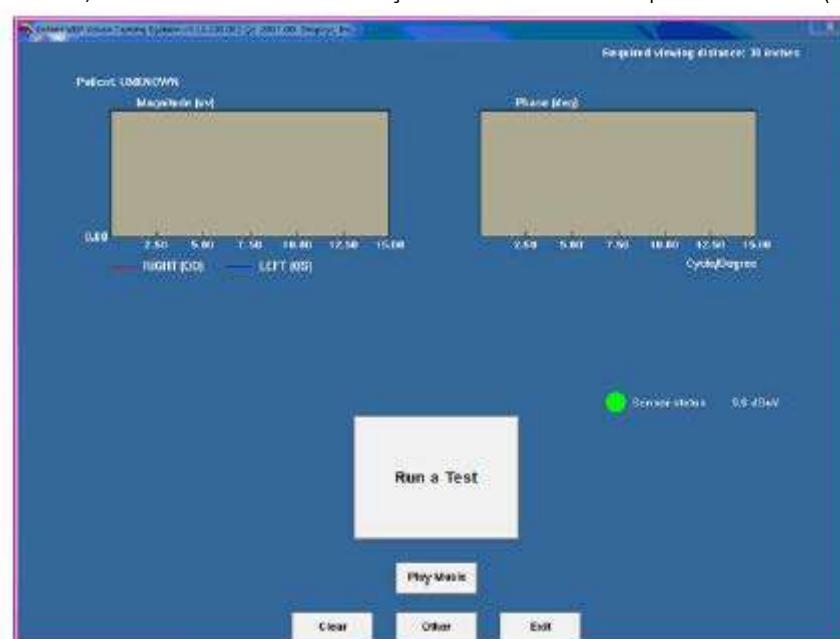 Required viewing distance: 30 inches
Patient: UNKNOWN
Magnitude (uv)
Phase (deg)
0.00
2.50 5.00 7.50 10.00 12.50 15.00
2.50 5.00 7.50 10.00 12.50 15.00
RIGHT (OD) LEFT (OS)
Cycle/Degree
Sensor status
Run a Test
Play Music
Clear Other Exit